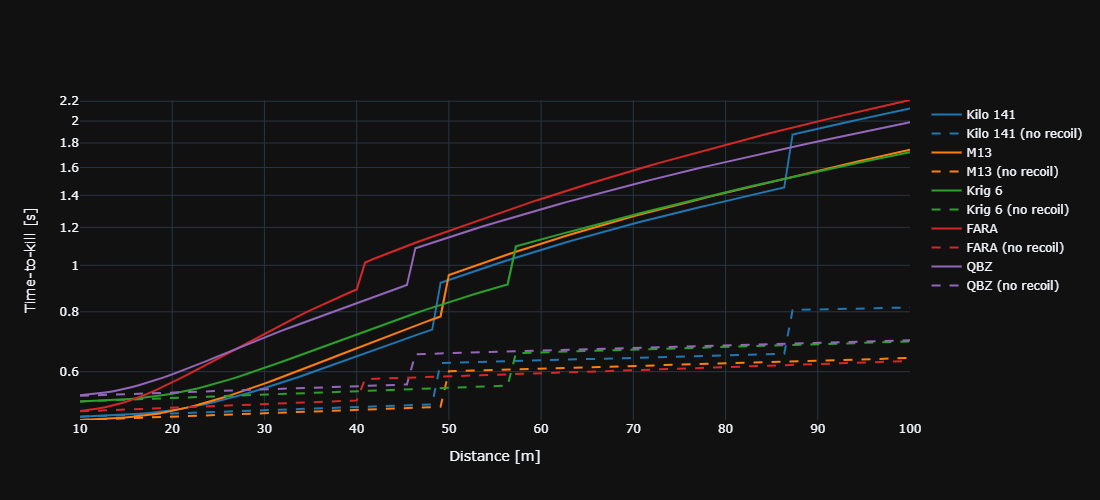 2.2
2
1.8
1.6
1.4
1.2
1
0.8
0.6
Time-to-kill [s]
10 20 30 40 50 60 70 80 90 100
Distance [m]
Kilo 141
Kilo 141 (no recoil)
M13
M13 (no recoil)
Krig 6
Krig 6 (no recoil)
FARA
FARA (no recoil)
QBZ
QBZ (no recoil)